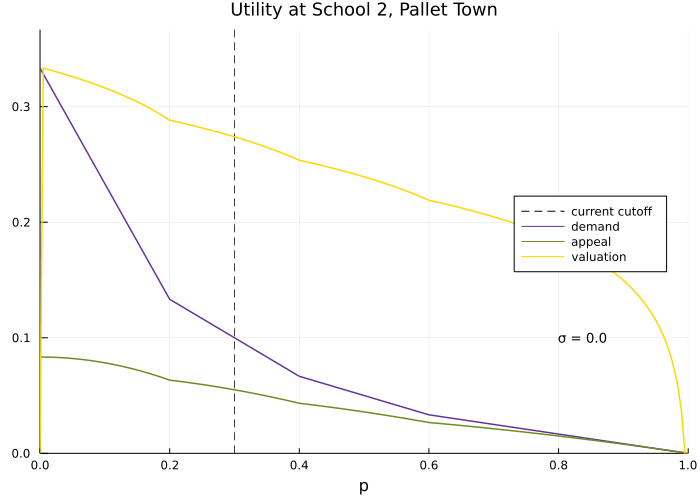 Utility at School 2, Pallet Town
0.3
0.2
0.1
0.0
current cutoff
demand
appeal
valuation
σ = 0.0
0.0 0.2 0.4 0.6 0.8 1.0
p